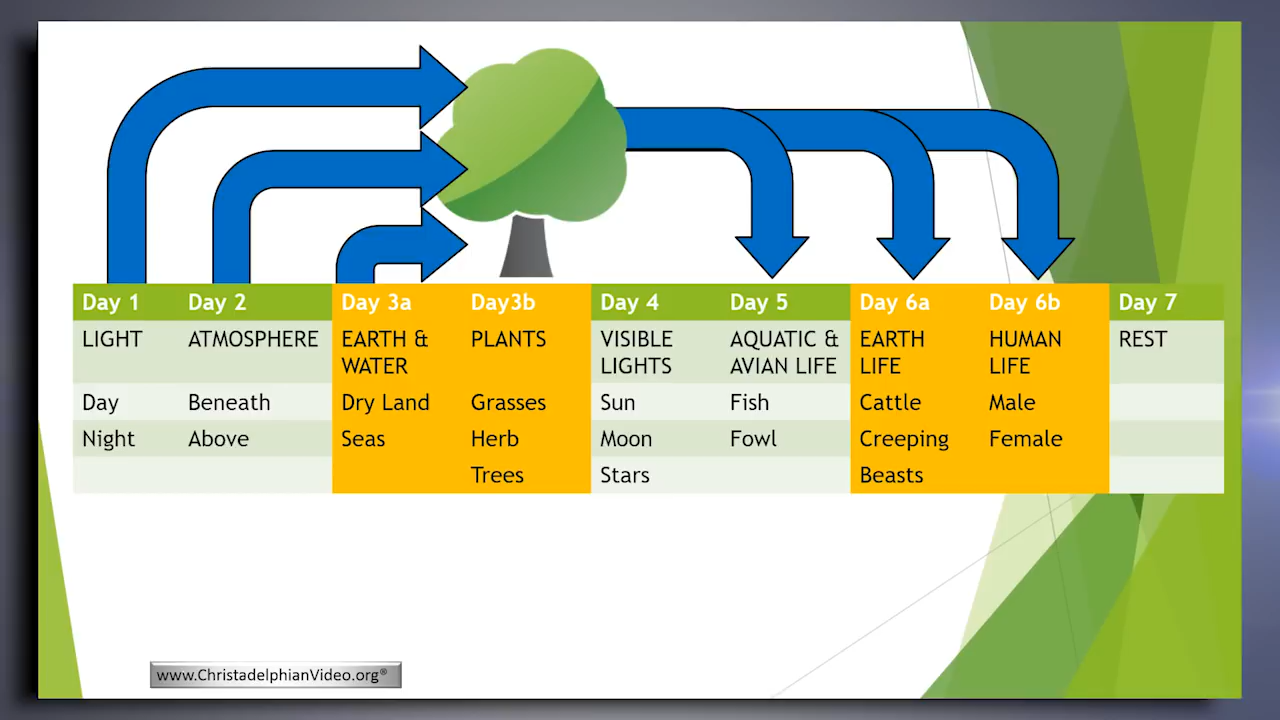 Day 1 Day 2 Day 3a Day3b Day 4 Day 5 Day 6a Day 6b Day 7
LIGHT ATMOSPHERE EARTH & PLANTS VISIBLE AQUATIC & EARTH HUMAN REST
WATER LIGHTS AVIAN LIFE LIFE LIFE
Day Beneath Dry Land Grasses Sun Fish Cattle Male
Night Above Seas Herb Moon Fowl Creeping Female
Trees Stars Beasts
www.ChristadelphianVideo.org®